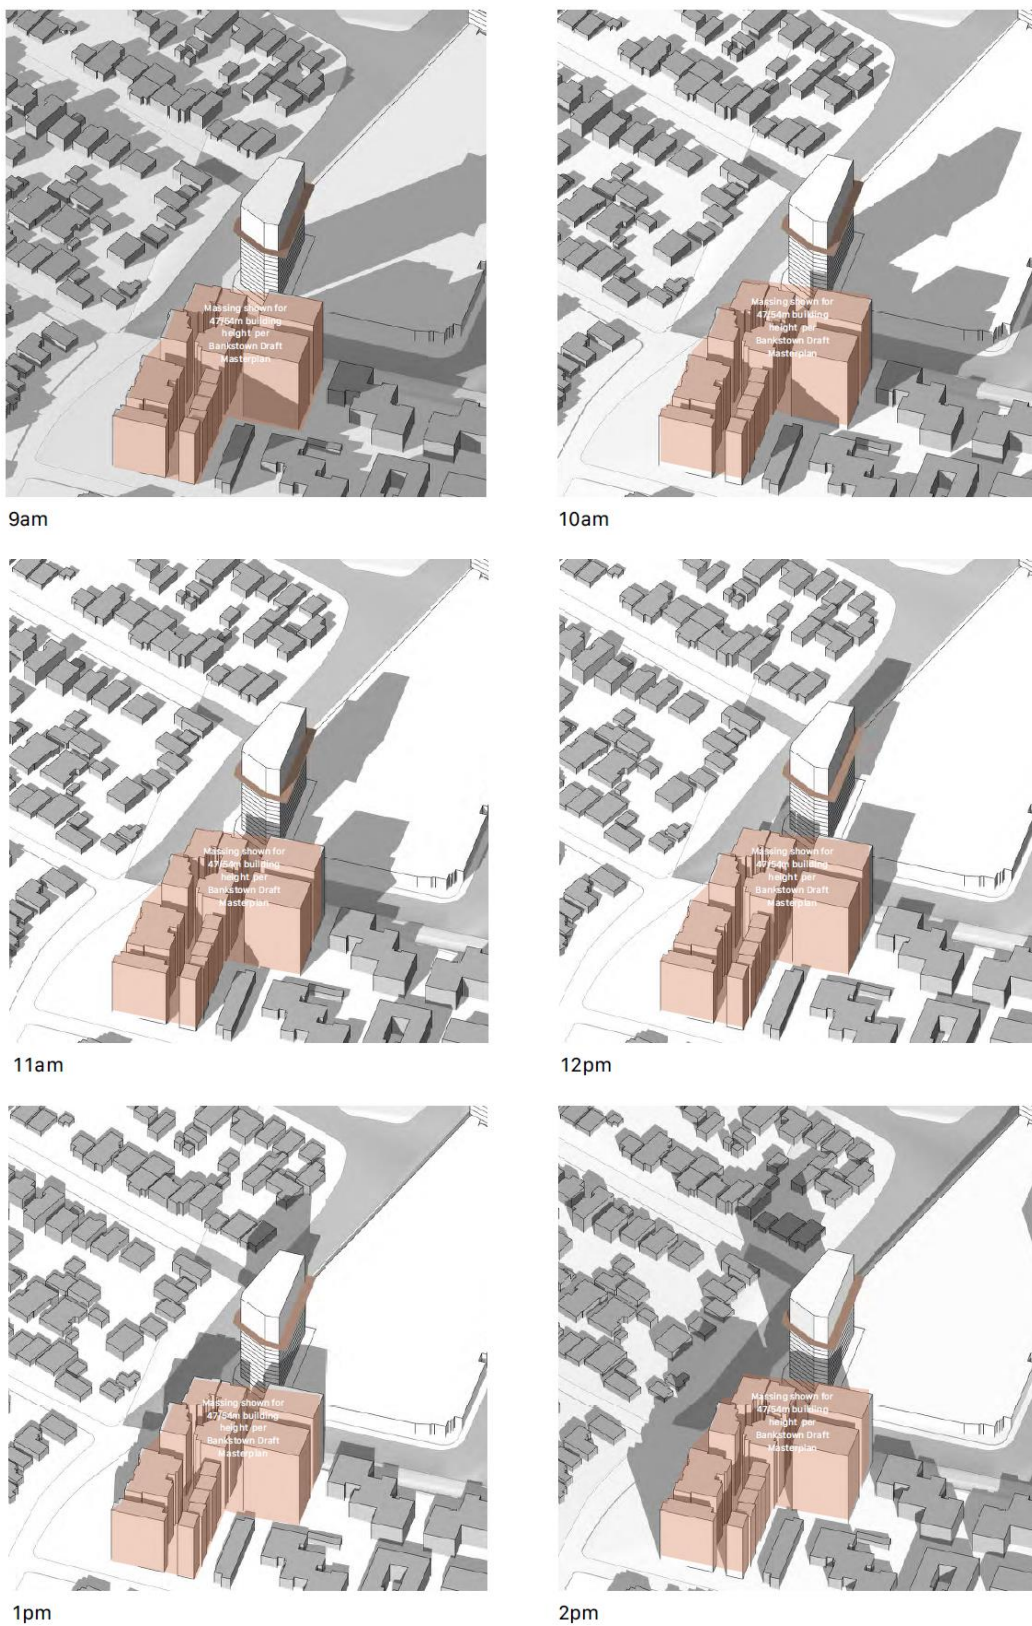 Massing shown for
47/54m building
height per
Bankstown Draft
Masterplan
Massing shown for
47/54m building
height per
Bankstown Draft
Masterplan
9am
10am
Massing shown for
47/54m building
height per
Bankstown Draft
Masterplan
Massing shown for
47/54m building
height per
Bankstown Draft
Masterplan
11am
12pm
Massing shown for
47/54m building
height per
Bankstown Draft
Masterplan
Massing shown for
47/54m building
height per
Bankstown Draft
Masterplan
1pm
2pm